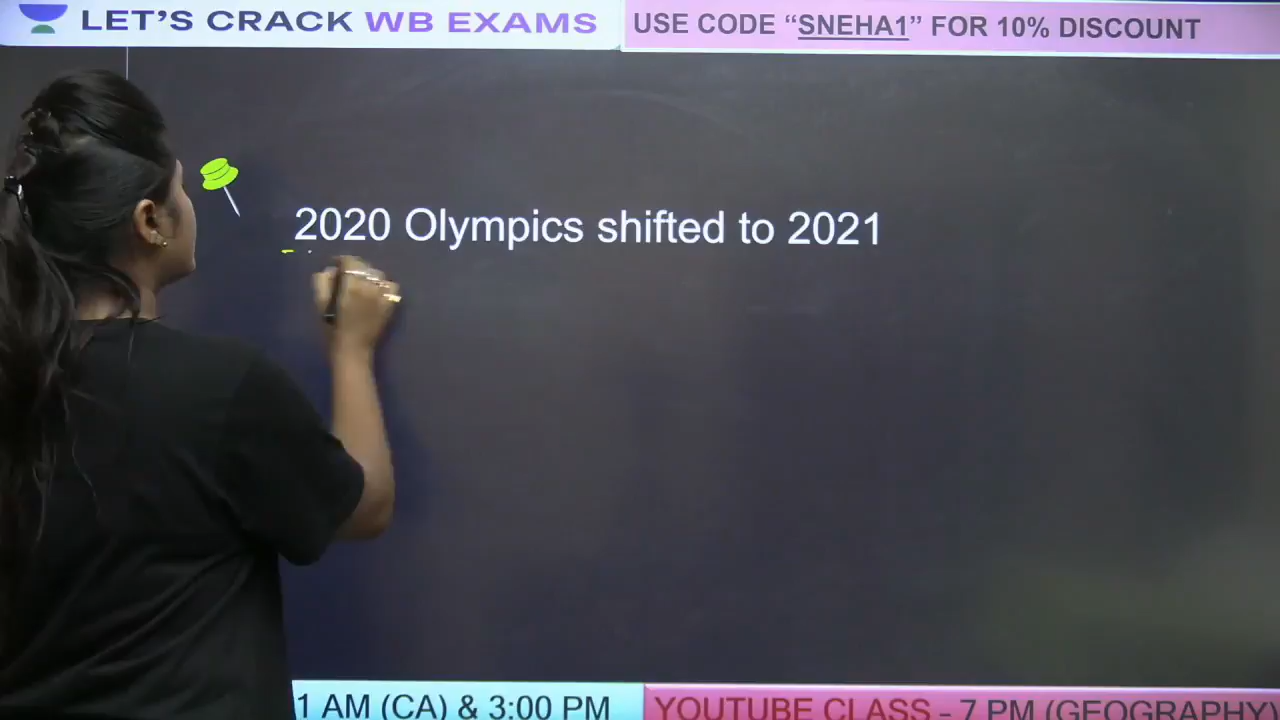 LET'S CRACK WB EXAMS
USE CODE “SNEHA1” FOR 10% DISCOUNT
2020 Olympics shifted to 2021
1 AM (CA) & 3:00 PM
YOUTUBE CLASS – 7 PM (GEOGRAPHY)